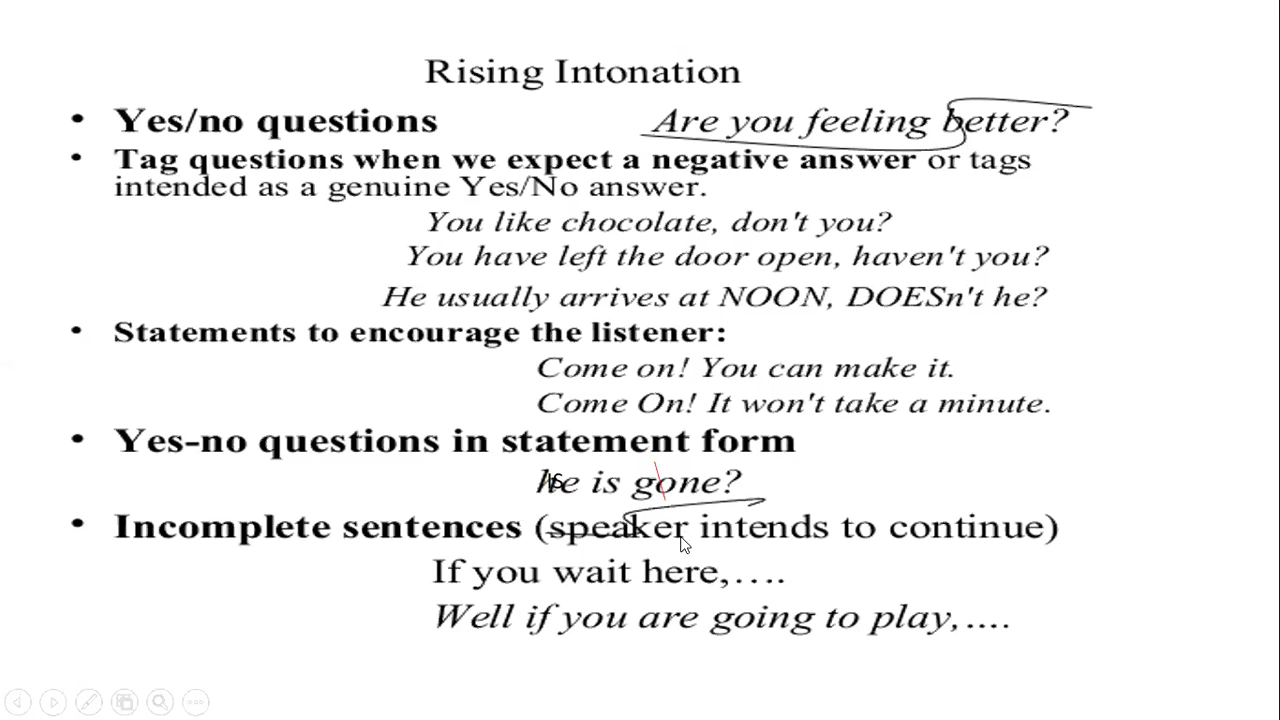 Rising Intonation
• Yes/no questions Are you feeling better?
• Tag questions when we expect a negative answer or tags
intended as a genuine Yes/No answer.
You like chocolate, don't you?
You have left the door open, haven't you?
He usually arrives at NOON, DOESn't he?
• Statements to encourage the listener:
Come on! You can make it.
Come On! It won't take a minute.
• Yes-no questions in statement form
he is gone?
• Incomplete sentences (speaker intends to continue)
If you wait here,....
Well if you are going to play,....